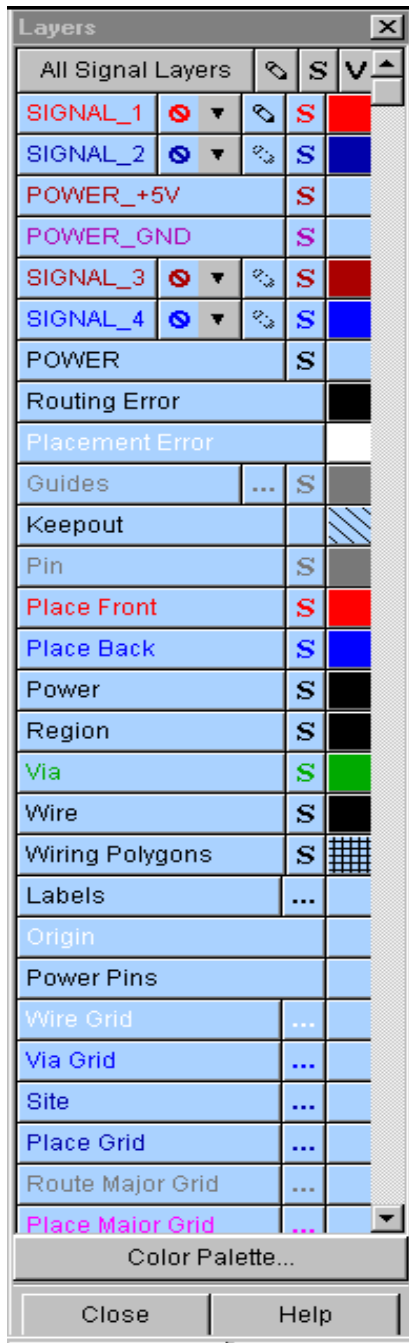 Layers
All Signal Layers S V
SIGNAL_1 S
SIGNAL_2 S
POWER_+5V S
POWER_GND S
SIGNAL_3 S
SIGNAL_4 S
POWER S
Routing Error
Placement Error
Guides ... S
Keepout
Pin S
Place Front S
Place Back S
Power S
Region S
Via S
Wire S
Wiring Polygons S
Labels ...
Origin
Power Pins
Wire Grid ...
Via Grid ...
Site ...
Place Grid ...
Route Major Grid ...
Place Major Grid ...
Color Palette...
Close Help